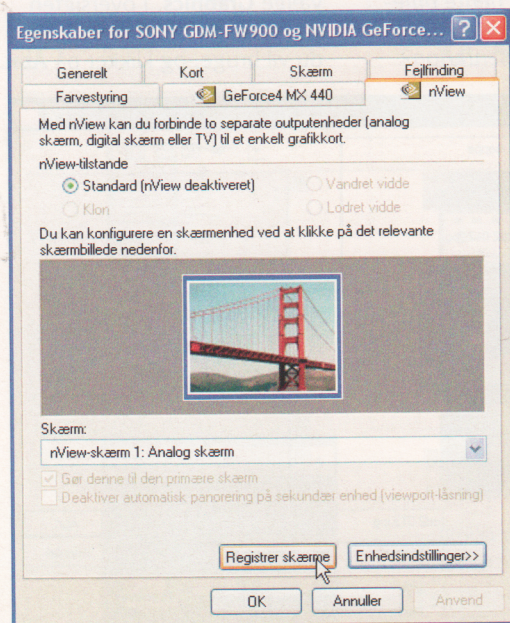 Egenskaber for SONY GDM-FW900 og NVIDIA GeForce...
Generelt Kort Skærm Fejlfinding
Farvestyring GeForce4 MX 440 nView
Med nView kan du forbinde to separate outputenheder (analog
skærm, digital skærm eller TV) til et enkelt grafikkort.
nView-tilstande
Standard (nView deaktiveret) Vandret vidde
Klon Lodret vidde
Du kan konfigurere en skærmenhed ved at klikke på det relevante
skærmbillede nedenfor.
Skærm:
nView-skærm 1: Analog skærm
Gør denne til den primære skærm
Deaktiver automatisk panorering på sekundær enhed (viewport-låsning)
Registrer skærme Enhedsindstillinger>>
OK Annuller Anvend